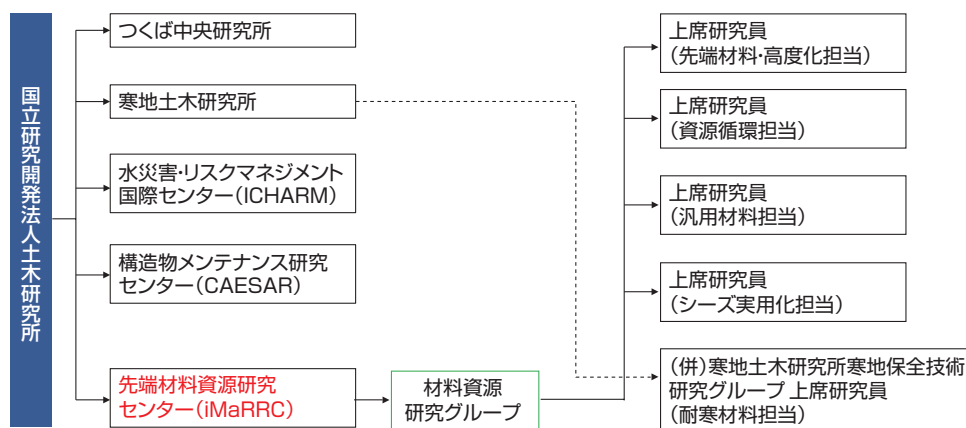 国立研究開発法人土木研究所
つくば中央研究所
寒地土木研究所
水災害・リスクマネジメント
国際センター(ICHARM)
構造物メンテナンス研究
センター(CAESAR)
先端材料資源研究
センター(iMaRRC)
材料資源
研究グループ
上席研究員
(先端材料・高度化担当)
上席研究員
(資源循環担当)
上席研究員
(汎用材料担当)
上席研究員
(シーズ実用化担当)
(併)寒地土木研究所寒地保全技術
研究グループ 上席研究員
(耐寒材料担当)